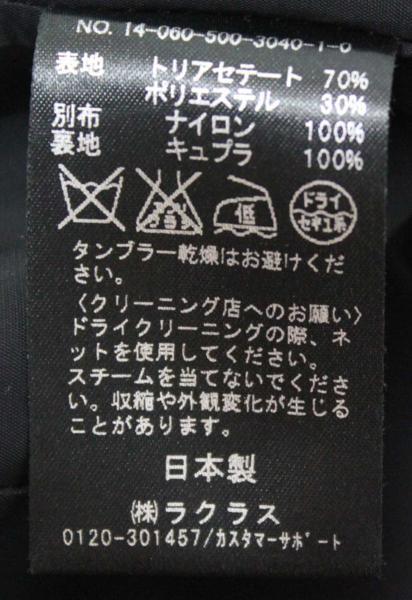 NO. 14-060-500-3040-1-0
表地 トリアセテート 70%
ポリエステル 30%
別布 ナイロン 100%
裏地 キュプラ 100%
エンソサラシ
低
ドライ
セキユ系
タンブラー乾燥はお避けくだ
さい。
〈クリーニング店へのお願い〉
ドライクリーニングの際、ネ
ットを使用してください。
スチームを当てないでくださ
い。収縮や外観変化が生じる
ことがあります。
日本製
㈱ラクラス
0120-301457/カスタマーサポート